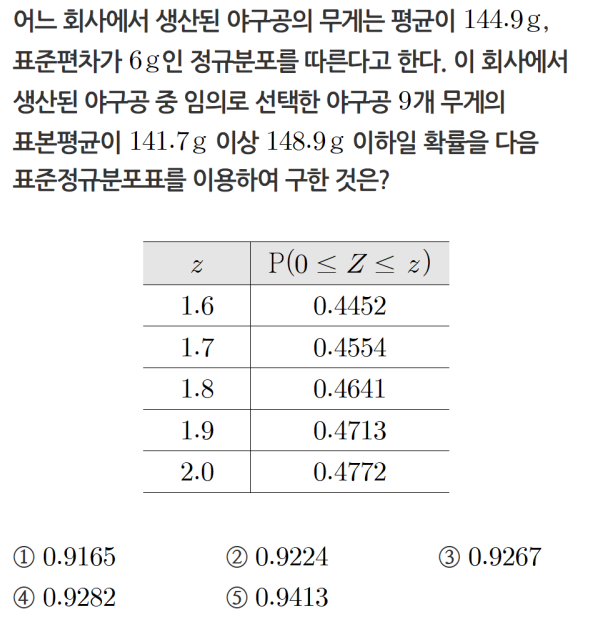 어느 회사에서 생산된 야구공의 무게는 평균이 144.9g,
표준편차가 6g인 정규분포를 따른다고 한다. 이 회사에서
생산된 야구공 중 임의로 선택한 야구공 9개 무게의
표본평균이 141.7g 이상 148.9g 이하일 확률을 다음
표준정규분포표를 이용하여 구한 것은?
z P(0 ≤ Z ≤ z)
1.6 0.4452
1.7 0.4554
1.8 0.4641
1.9 0.4713
2.0 0.4772
① 0.9165 ② 0.9224 ③ 0.9267
④ 0.9282 ⑤ 0.9413